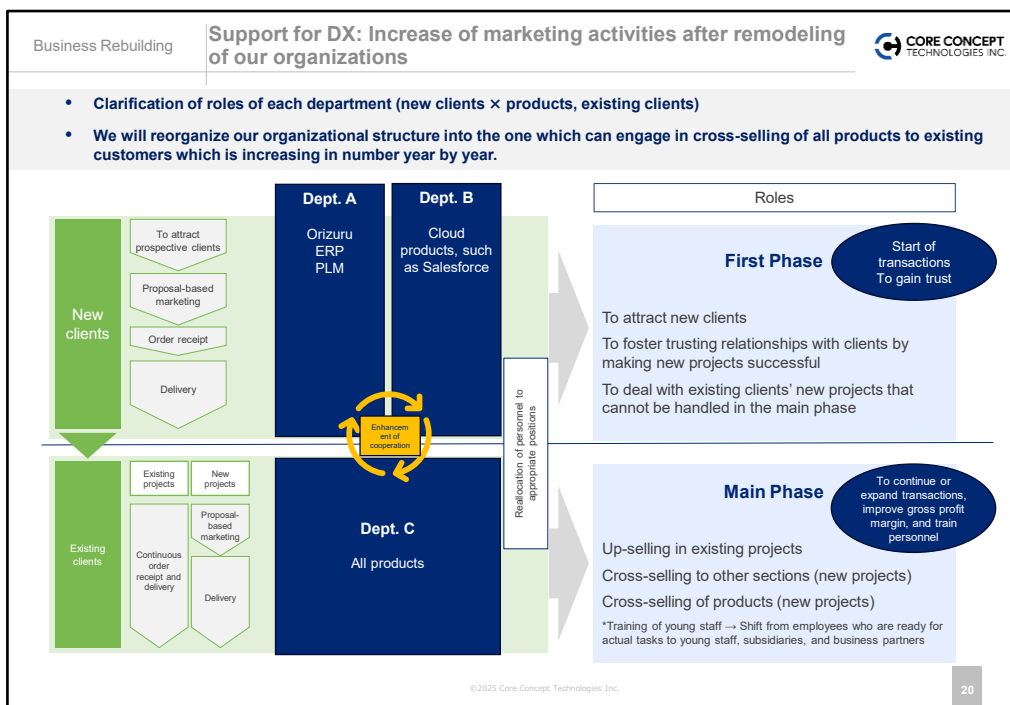 Business Rebuilding
Support for DX: Increase of marketing activities after remodeling
of our organizations
CORE CONCEPT
TECHNOLOGIES INC.
• Clarification of roles of each department (new clients × products, existing clients)
• We will reorganize our organizational structure into the one which can engage in cross-selling of all products to existing
customers which is increasing in number year by year.
New
clients
To attract
prospective clients
Proposal-based
marketing
Order receipt
Delivery
Dept. A
Orizuru
ERP
PLM
Dept. B
Cloud
products, such
as Salesforce
Enhancem
ent of
cooperation
Reallocation of personnel to
appropriate positions
Roles
First Phase
Start of
transactions
To gain trust
To attract new clients
To foster trusting relationships with clients by
making new projects successful
To deal with existing clients' new projects that
cannot be handled in the main phase
Existing
clients
Existing
projects
New
projects
Continuous
order
receipt and
delivery
Proposal-
based
marketing
Delivery
Dept. C
All products
Main Phase
To continue or
expand transactions,
improve gross profit
margin, and train
personnel
Up-selling in existing projects
Cross-selling to other sections (new projects)
Cross-selling of products (new projects)
*Training of young staff → Shift from employees who are ready for
actual tasks to young staff, subsidiaries, and business partners
©2025 Core Concept Technologies Inc.
20